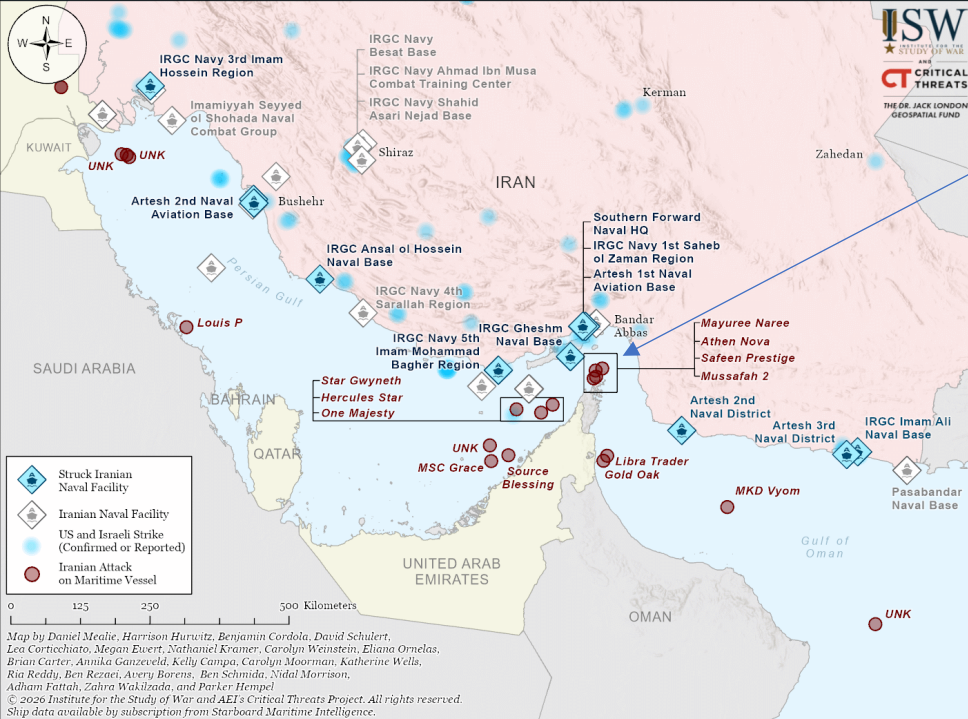 N
W
E
S
ISW
INSTITUTE FOR THE
STUDY OF WAR
AND
CT CRITICAL
THREATS
THE DR. JACK LONDON
GEOSPATIAL FUND
IRGC Navy 3rd Imam
Hossein Region
IRGC Navy
Besat Base
IRGC Navy Ahmad Ibn Musa
Combat Training Center
IRGC Navy Shahid
Asari Nejad Base
Imamiyyah Seyyed
ol Shohada Naval
Combat Group
Kerman
KUWAIT
UNK
UNK
Shiraz
Zahedan
IRAN
Artesh 2nd Naval
Aviation Base
Bushehr
Southern Forward
Naval HQ
IRGC Navy 1st Saheb
ol Zaman Region
Artesh 1st Naval
Aviation Base
IRGC Ansal ol Hossein
Naval Base
Persian Gulf
IRGC Navy 4th
Sarallah Region
Louis P
IRGC Gheshm
Naval Base
Bandar
Abbas
IRGC Navy 5th
Imam Mohammad
Bagher Region
Mayuree Naree
Athen Nova
Safeen Prestige
Mussafah 2
SAUDI ARABIA
Star Gwyneth
Hercules Star
One Majesty
BAHRAIN
Artesh 2nd
Naval District
Artesh 3rd
Naval District
IRGC Imam Ali
Naval Base
QATAR
UNK
MSC Grace
Source
Blessing
Libra Trader
Gold Oak
Pasabandar
Naval Base
MKD Vyom
Gulf of
Oman
UNITED ARAB
EMIRATES
OMAN
UNK
Struck Iranian
Naval Facility
Iranian Naval Facility
US and Israeli Strike
(Confirmed or Reported)
Iranian Attack
on Maritime Vessel
0 125 250 500 Kilometers
Map by Daniel Mealie, Harrison Hurwitz, Benjamin Cordola, David Schulert,
Lea Corticchiato, Megan Ewert, Nathaniel Kramer, Carolyn Weinstein, Eliana Ornelas,
Brian Carter, Annika Ganzeveld, Kelly Campa, Carolyn Moorman, Katherine Wells,
Ria Reddy, Ben Rezaei, Avery Borens, Ben Schmida, Nidal Morrison,
Adham Fattah, Zahra Wakilzada, and Parker Hempel
© 2026 Institute for the Study of War and AEI's Critical Threats Project. All rights reserved.
Ship data available by subscription from Starboard Maritime Intelligence.